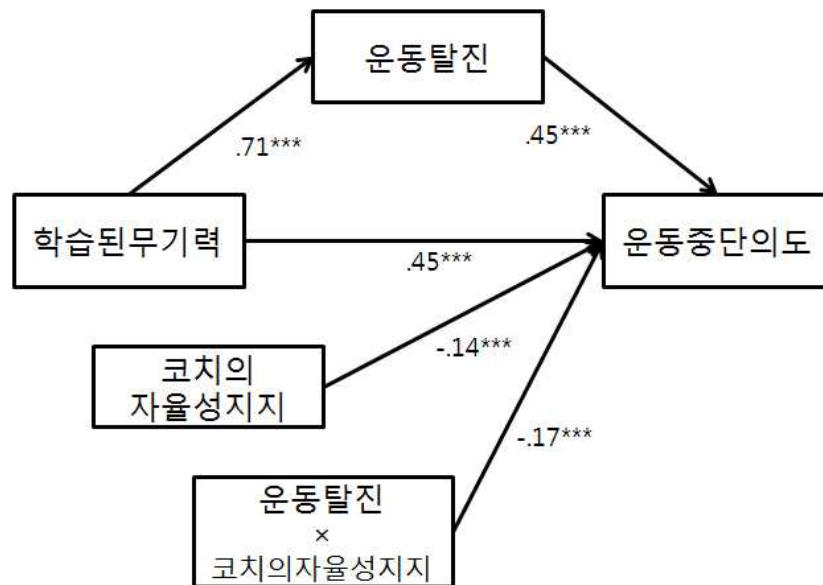 운동탈진
.71***
.45***
학습된무기력
운동중단의도
.45***
코치의
자율성지지
-.14***
-.17***
운동탈진
×
코치의자율성지지